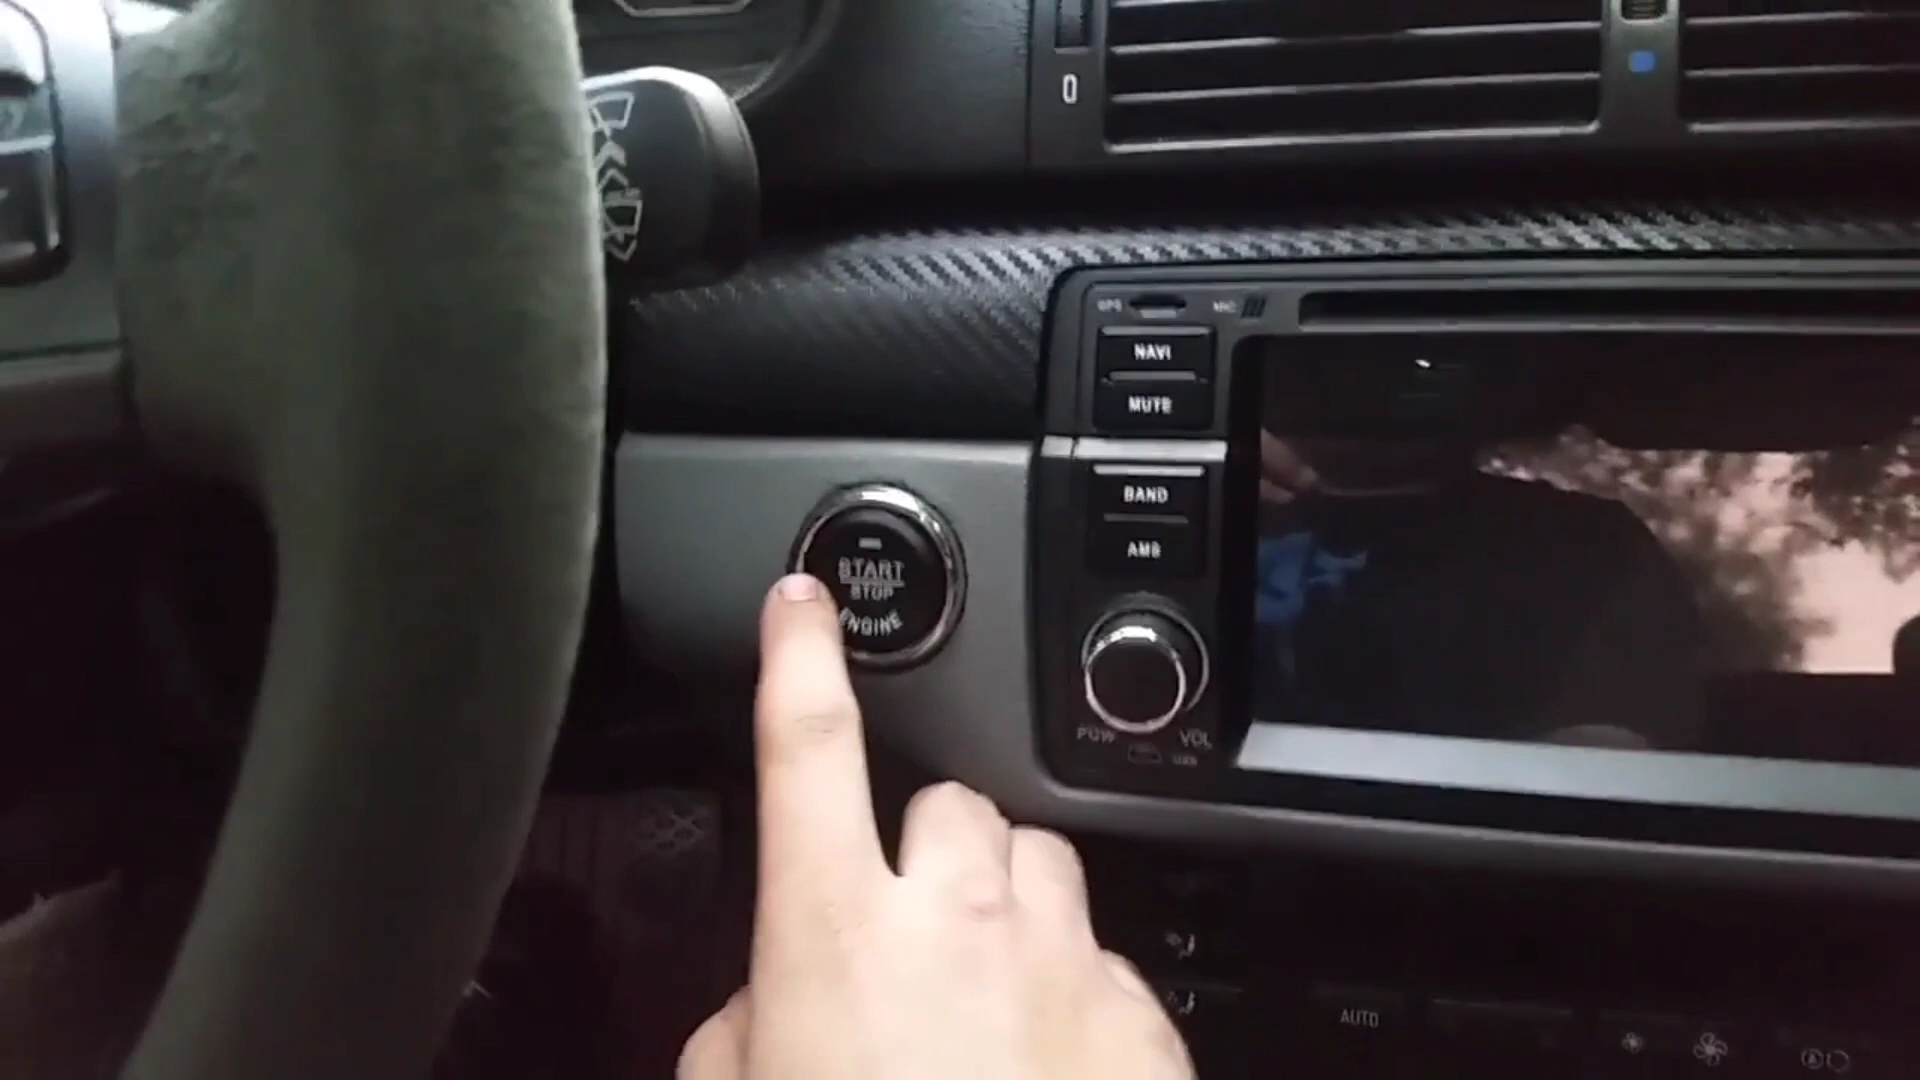 0
GPS
MIC
NAVI
MUTE
BAND
AMS
START
STOP
ENGINE
POW
VOL
AUTO